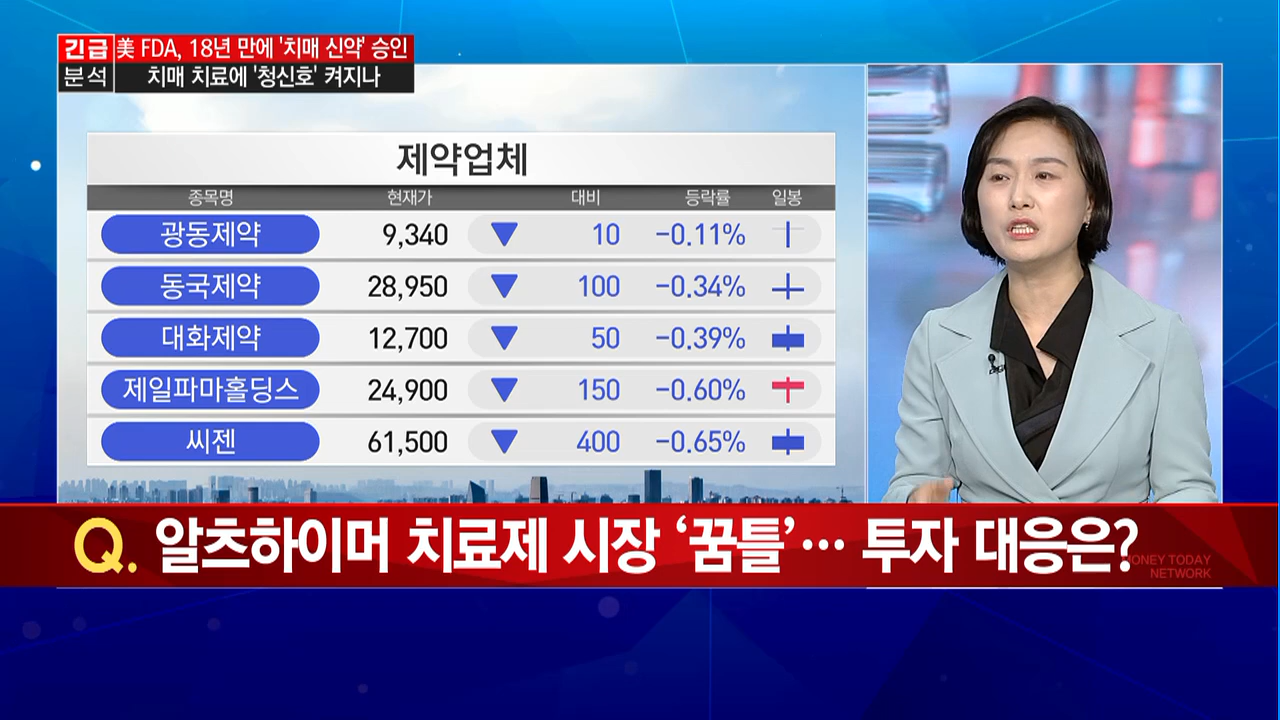 긴급 美 FDA, 18년 만에 '치매 신약' 승인
분석 치매 치료에 '청신호' 켜지나
제약업체
종목명 현재가 대비 등락률 일봉
광동제약 9,340 ▼ 10 -0.11%
동국제약 28,950 ▼ 100 -0.34%
대화제약 12,700 ▼ 50 -0.39%
제일파마홀딩스 24,900 ▼ 150 -0.60%
씨젠 61,500 ▼ 400 -0.65%
Q. 알츠하이머 치료제 시장 ‘꿈틀’… 투자 대응은?
MONEY TODAY
NETWORK